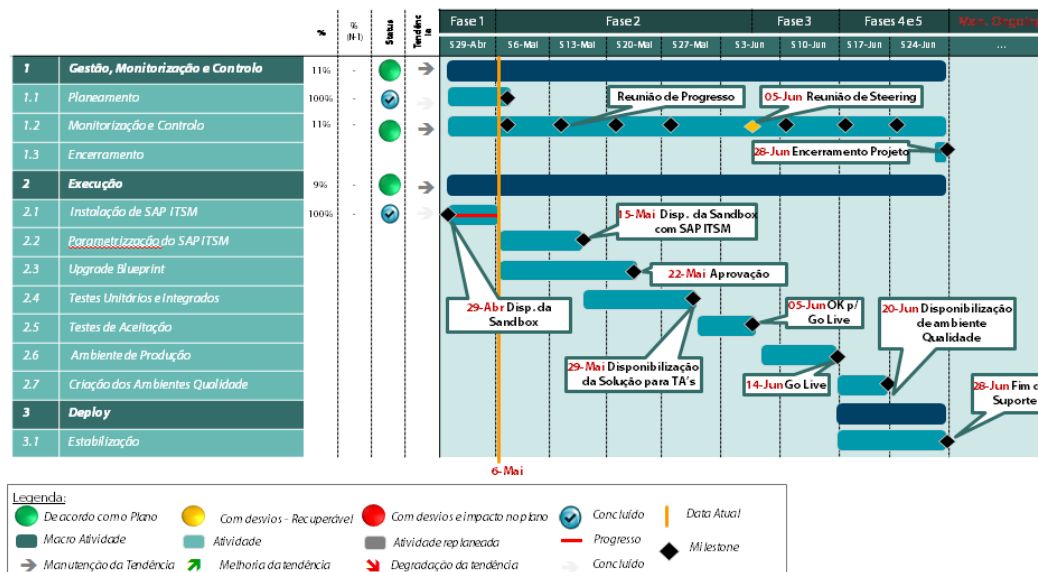 Fase 1 Fase 2 Fase 3 Fases 4 e 5 Man. Ongoin
% % (N-1) Status Tendência S29-Abr S6-Mai S13-Mai S20-Mai S27-Mai S3-Jun S10-Jun S17-Jun S24-Jun ...
1 Gestão, Monitorização e Controlo 11% -
1.1 Planeamento 100% -
1.2 Monitorização e Controlo 11% -
1.3 Encerramento
2 Execução 9% -
2.1 Instalação de SAP ITSM 100% -
2.2 Parametrizzação do SAP ITSM
2.3 Upgrade Blueprint
2.4 Testes Unitários e Integrados
2.5 Testes de Aceitação
2.6 Ambiente de Produção
2.7 Criação dos Ambientes Qualidade
3 Deploy
3.1 Estabilização
Reunião de Progresso
05-Jun Reunião de Steering
28-Jun Encerramento Projeto
15-Mai Disp. da Sandbox
com SAP ITSM
22-Mai Aprovação
29-Abr Disp. da
Sandbox
05-Jun OK p/
Go Live
20-Jun Disponibilização
de ambiente
Qualidade
29-Mai Disponibilização
da Solução para TA's
14-Jun Go Live
28-Jun Fim d
Suporte
6-Mai
Legenda:
De acordo com o Plano Com desvios – Recuperável Com desvios e impacto no plano Concluído Data Atual
Macro Atividade Atividade Atividade replaneada Progresso Milestone
Manutenção da Tendência Melhoria da tendência Degradação da tendência Concluído